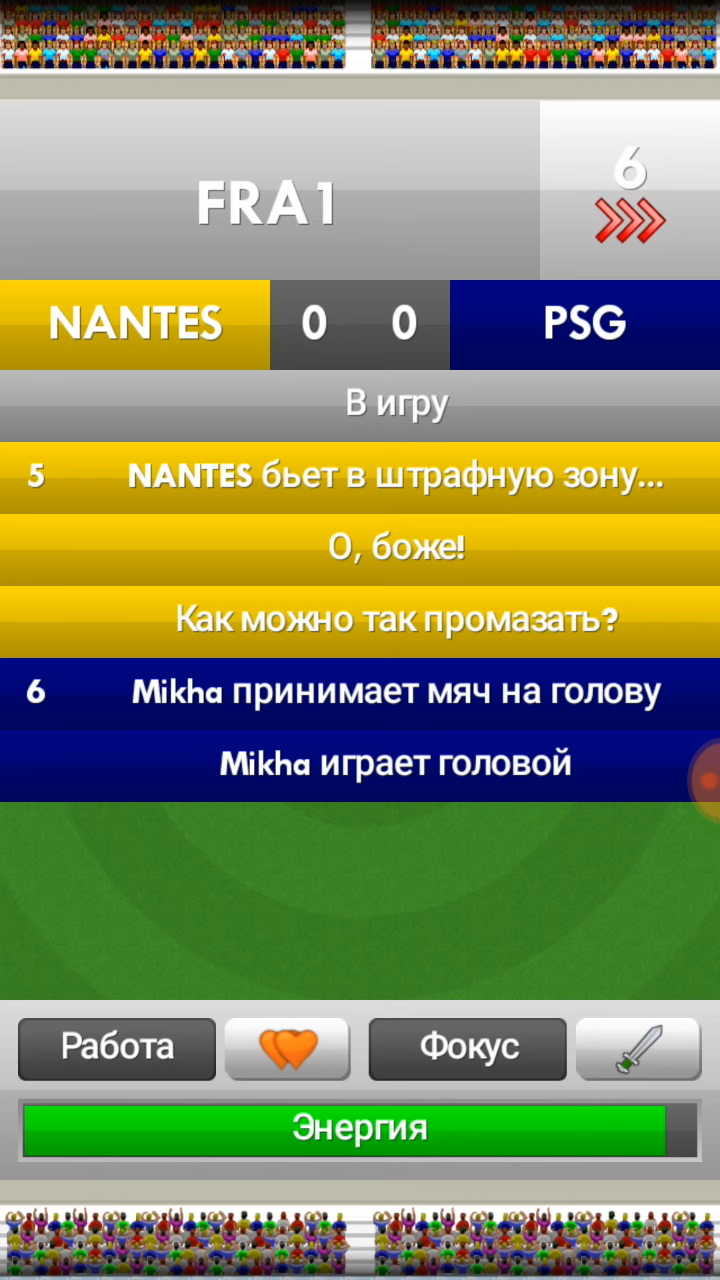 FRA1
6
NANTES 0 0 PSG
В игру
5 NANTES бьет в штрафную зону...
О, боже!
Как можно так промазать?
6 Mikha принимает мяч на голову
Mikha играет головой
Работа Фокус
Энергия